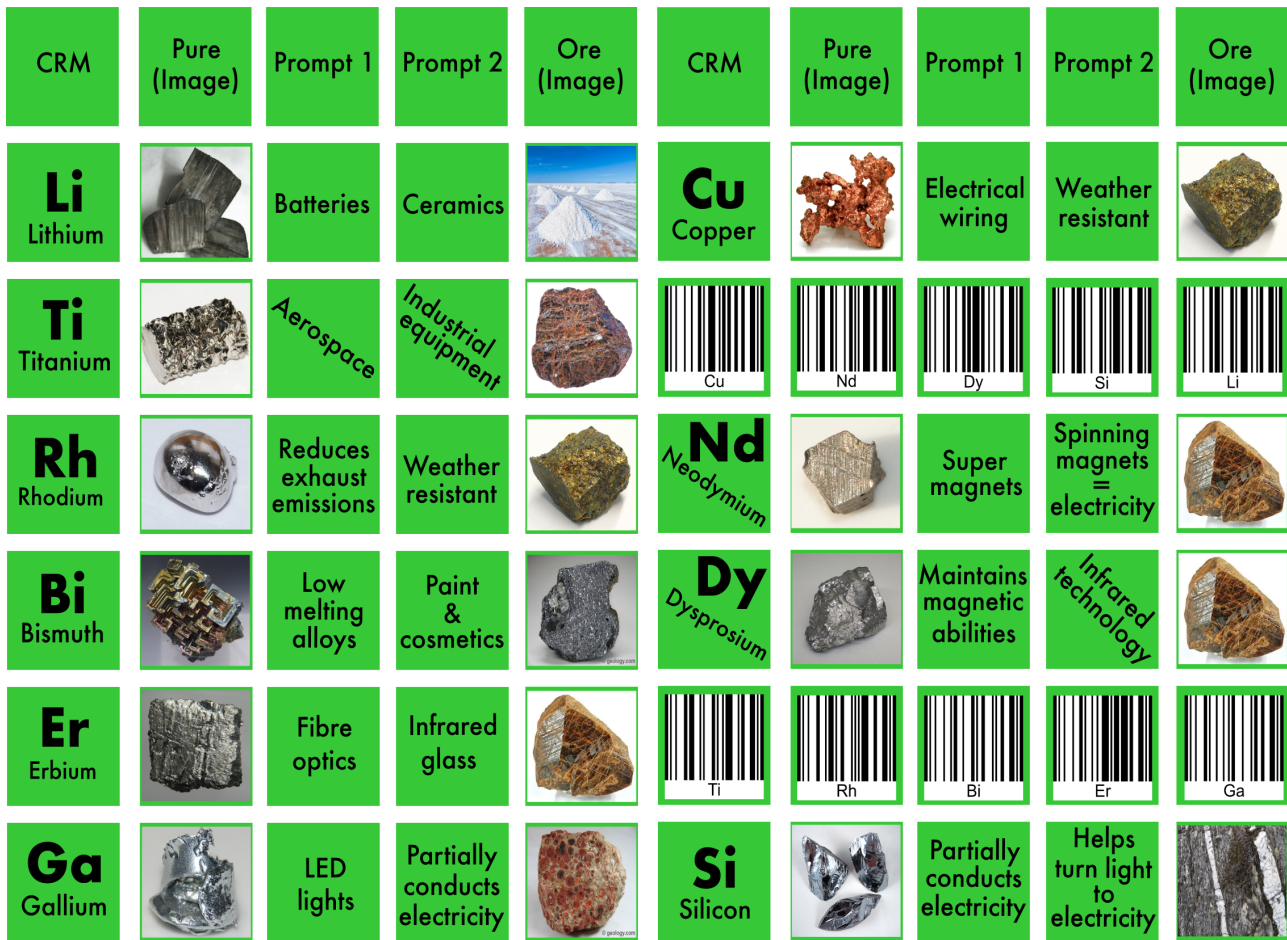 CRM
Pure
(Image)
Prompt 1
Prompt 2
Ore
(Image)
CRM
Pure
(Image)
Prompt 1
Prompt 2
Ore
(Image)
Li
Lithium
Batteries
Ceramics
Cu
Copper
Electrical
wiring
Weather
resistant
Ti
Titanium
Aerospace
Industrial
equipment
Cu
Nd
Dy
Si
Li
Rh
Rhodium
Reduces
exhaust
emissions
Weather
resistant
Nd
Neodymium
Super
magnets
Spinning
magnets
=
electricity
Bi
Bismuth
Low
melting
alloys
Paint
&
cosmetics
geology.com
Dy
Dysprosium
Maintains
magnetic
abilities
Infrared
technology
Er
Erbium
Fibre
optics
Infrared
glass
Ti
Rh
Bi
Er
Ga
Ga
Gallium
LED
lights
Partially
conducts
electricity
© geology.com
Si
Silicon
Partially
conducts
electricity
Helps
turn light
to
electricity